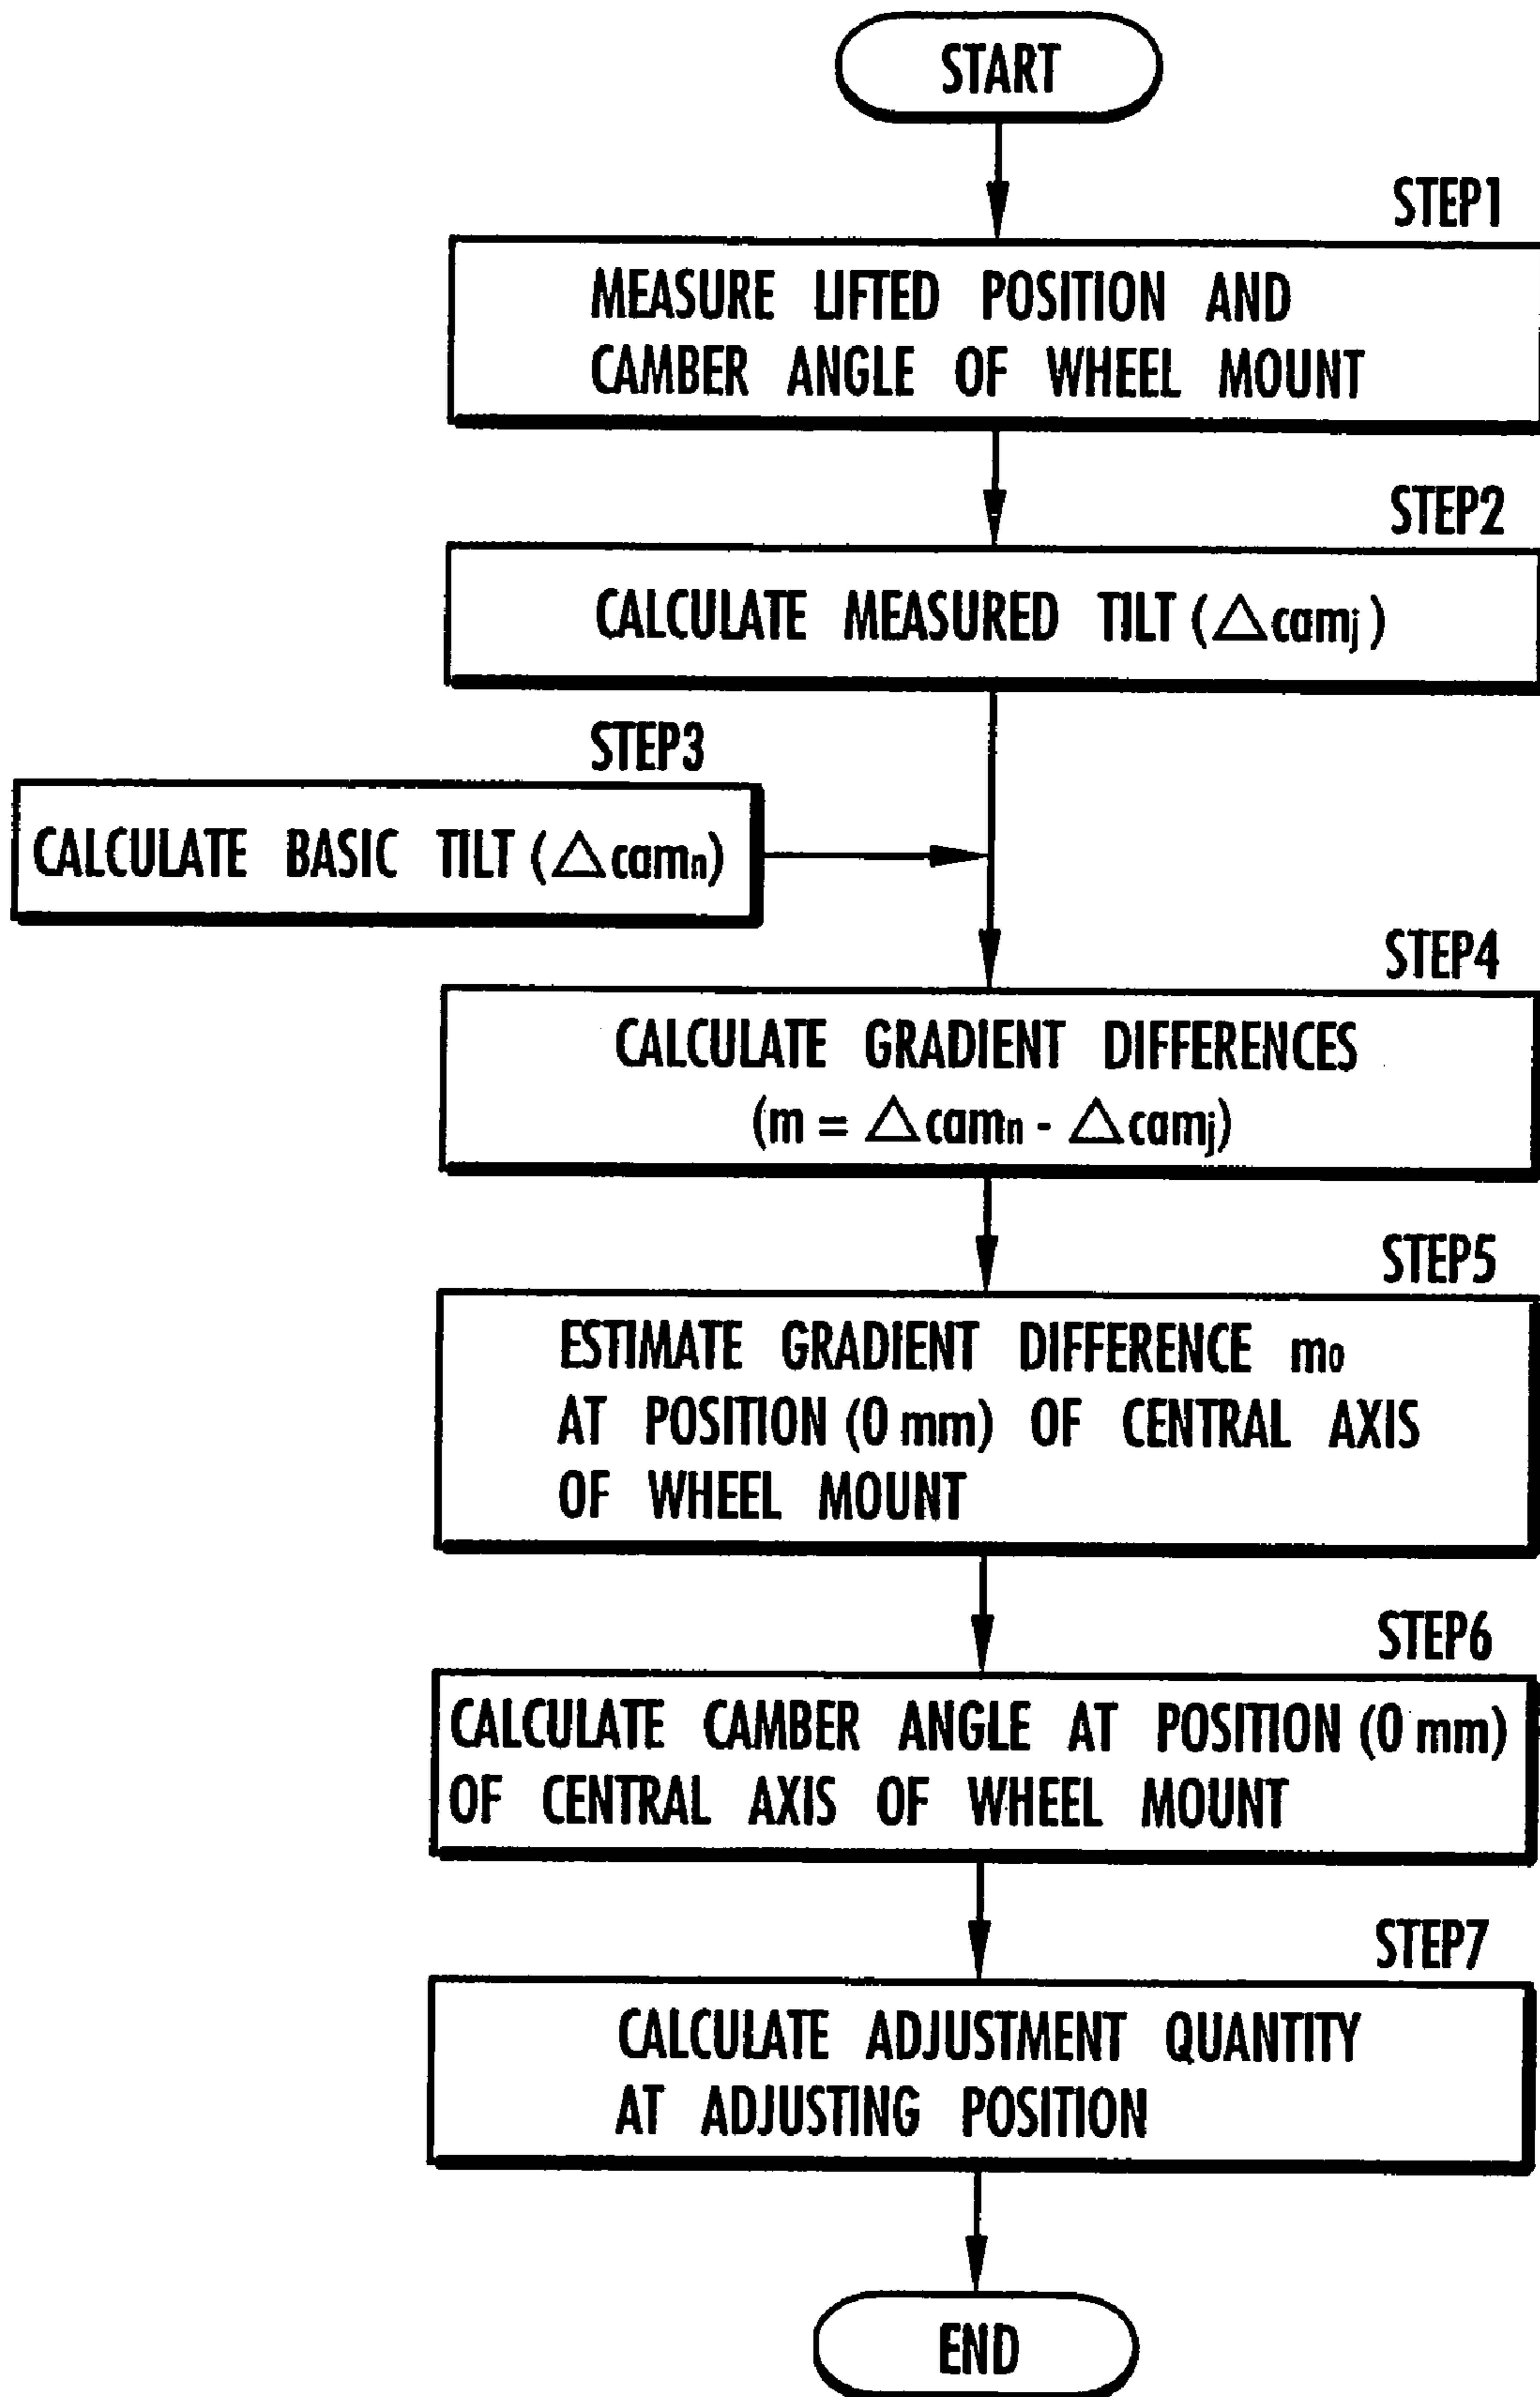 START
STEP1
MEASURE LIFTED POSITION AND
CAMBER ANGLE OF WHEEL MOUNT
STEP2
CALCULATE MEASURED TILT (△camj)
STEP3
CALCULATE BASIC TILT (△camn)
STEP4
CALCULATE GRADIENT DIFFERENCES
(m = △camn - △camj)
STEP5
ESTIMATE GRADIENT DIFFERENCE m0
AT POSITION (0 mm) OF CENTRAL AXIS
OF WHEEL MOUNT
STEP6
CALCULATE CAMBER ANGLE AT POSITION (0 mm)
OF CENTRAL AXIS OF WHEEL MOUNT
STEP7
CALCULATE ADJUSTMENT QUANTITY
AT ADJUSTING POSITION
END